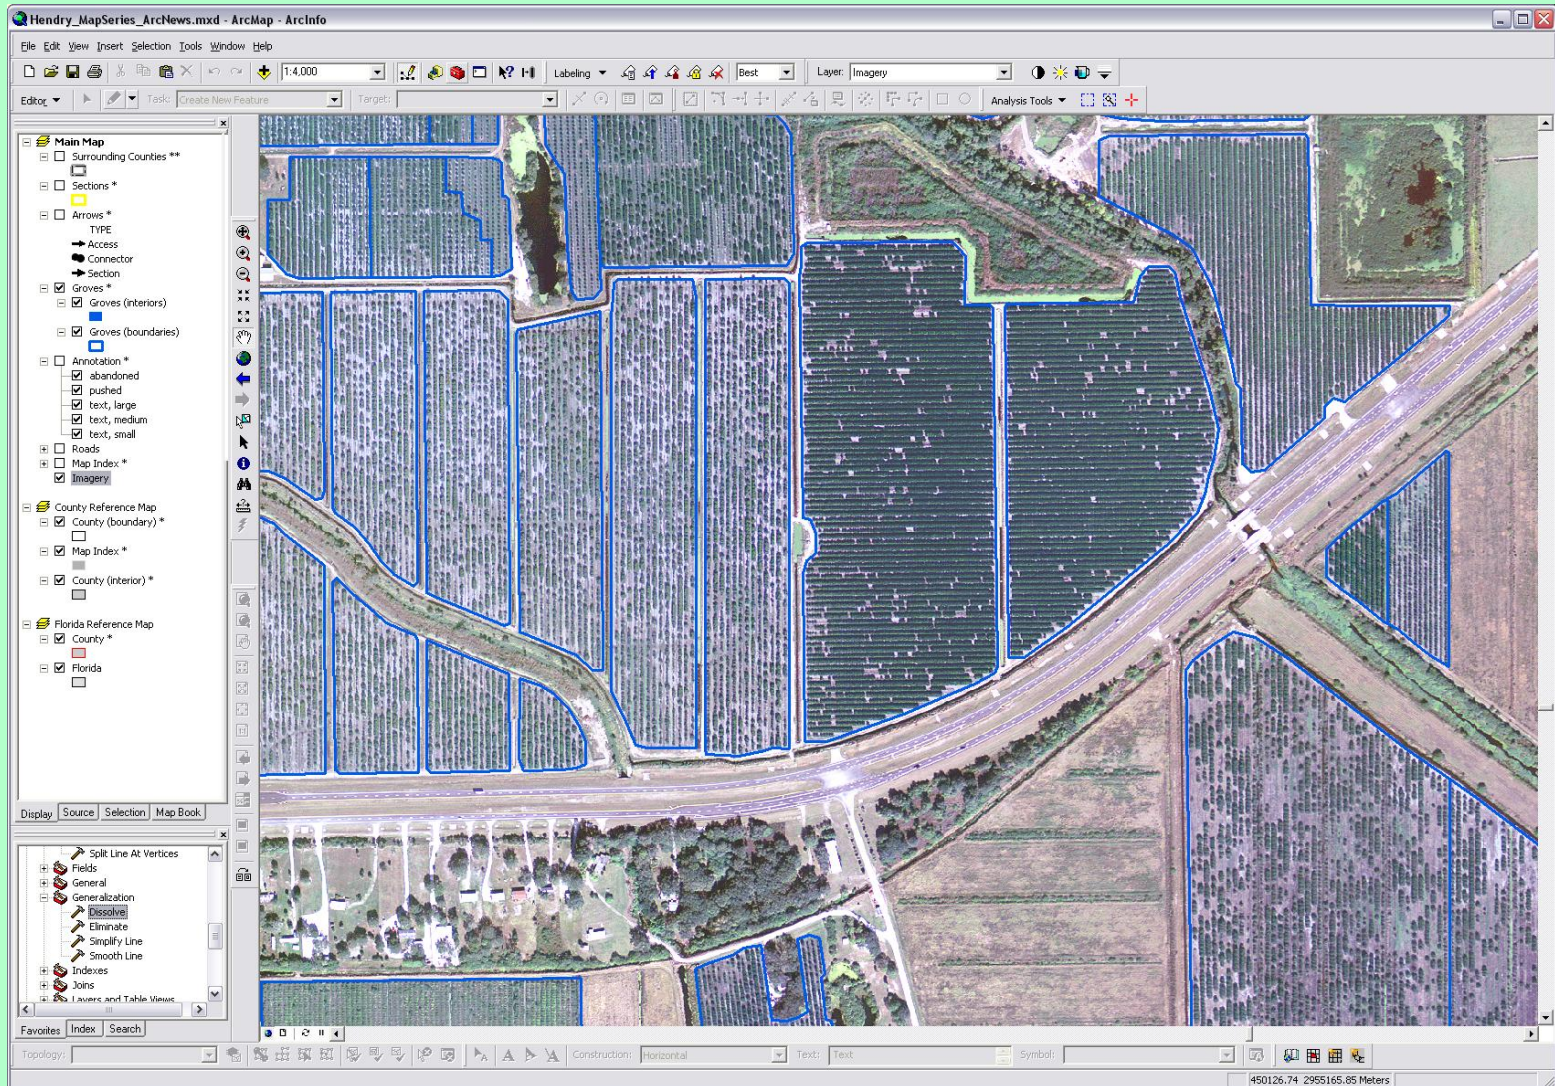 Hendry_MapSeries_ArcNews.mxd - ArcMap - ArcInfo
File Edit View Insert Selection Tools Window Help
1:4,000 Labeling Best Layer: Imagery
Editor Task: Create New Feature Target: Analysis Tools
Main Map
Surrounding Counties **
Sections *
Arrows *
TYPE
Access
Connector
Section
Groves *
Groves (interiors)
Groves (boundaries)
Annotation *
abandoned
pushed
text, large
text, medium
text, small
Roads
Map Index *
Imagery
County Reference Map
County (boundary) *
Map Index *
County (interior) *
Florida Reference Map
County *
Florida
Display Source Selection Map Book
Split Line At Vertices
Fields
General
Generalization
Dissolve
Eliminate
Simplify Line
Smooth Line
Indexes
Joins
Layers and Table Views
Favorites Index Search
Topology: Construction: Horizontal Text: Text Symbol:
450126.74 2955165.85 Meters